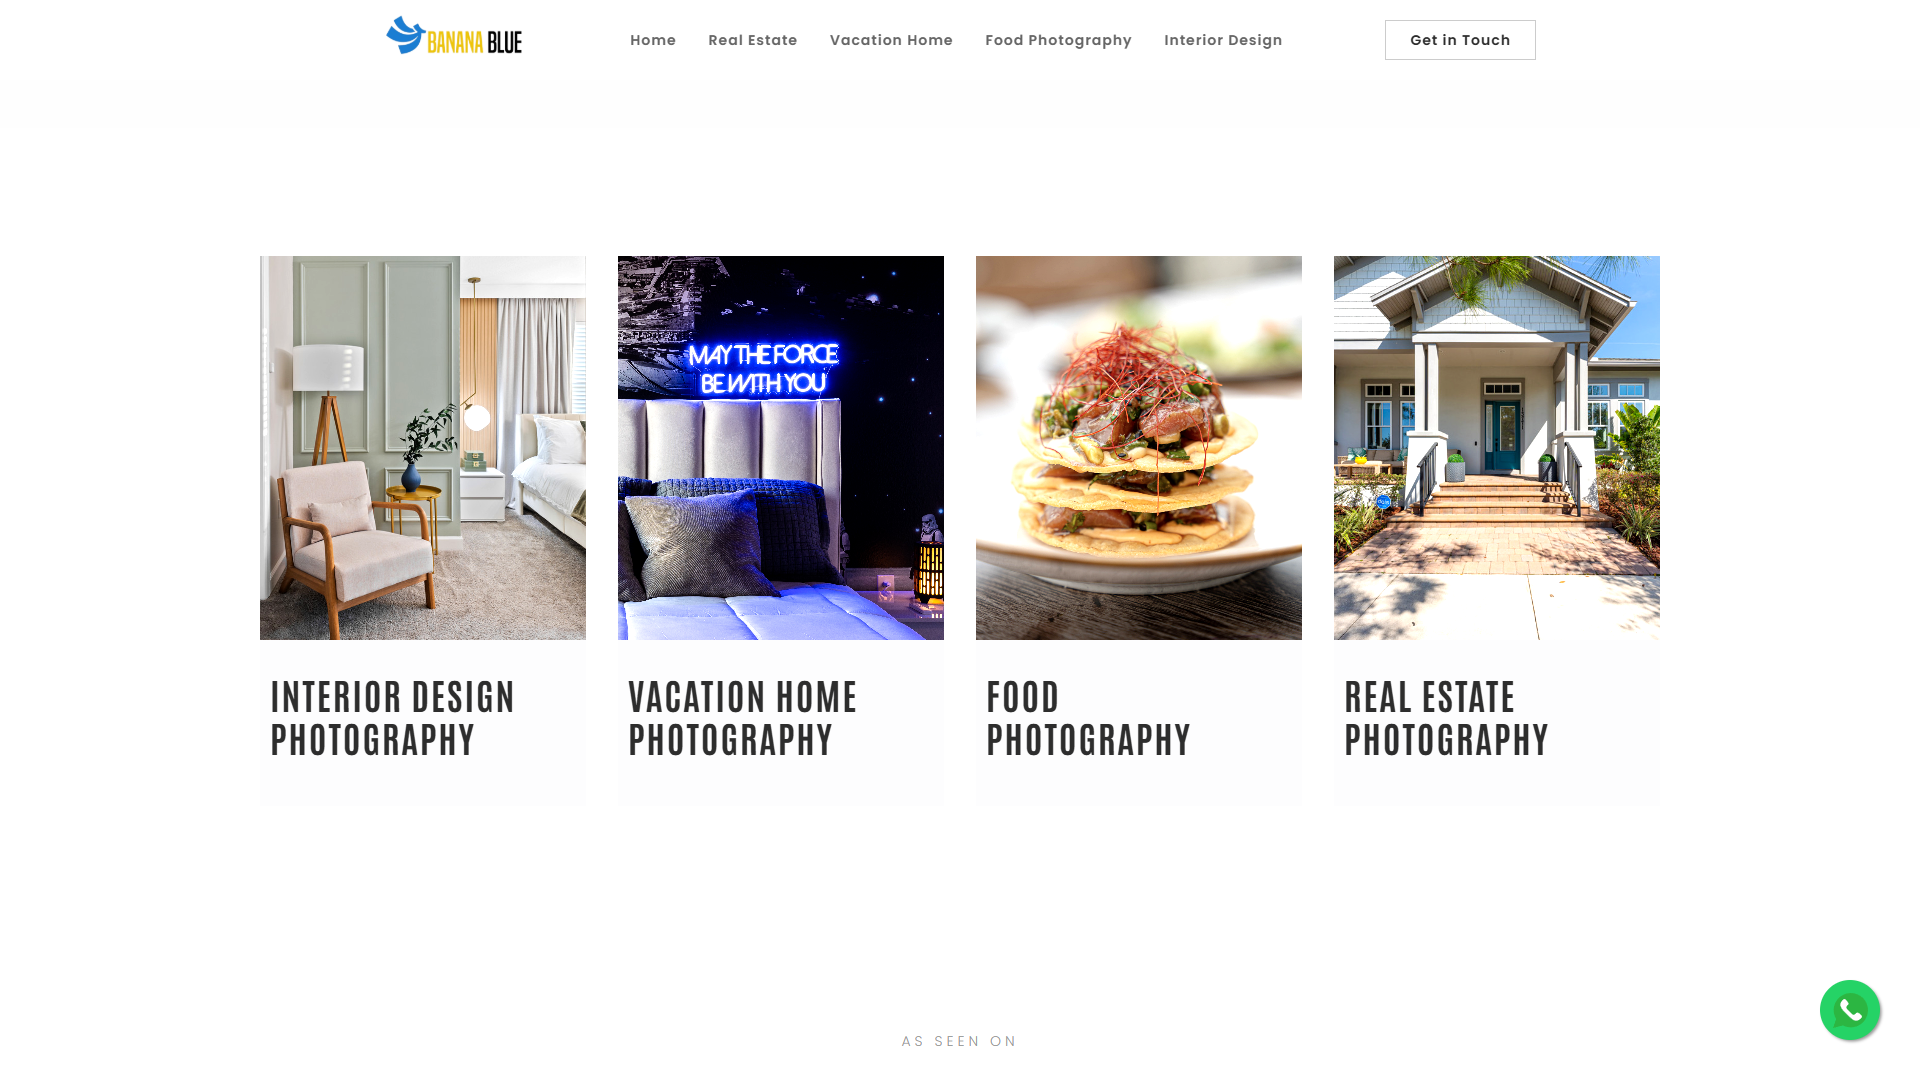 BANANA BLUE
Home
Real Estate
Vacation Home
Food Photography
Interior Design
Get in Touch
MAY THE FORCE
BE WITH YOU
INTERIOR DESIGN
PHOTOGRAPHY
VACATION HOME
PHOTOGRAPHY
FOOD
PHOTOGRAPHY
REAL ESTATE
PHOTOGRAPHY
AS SEEN ON